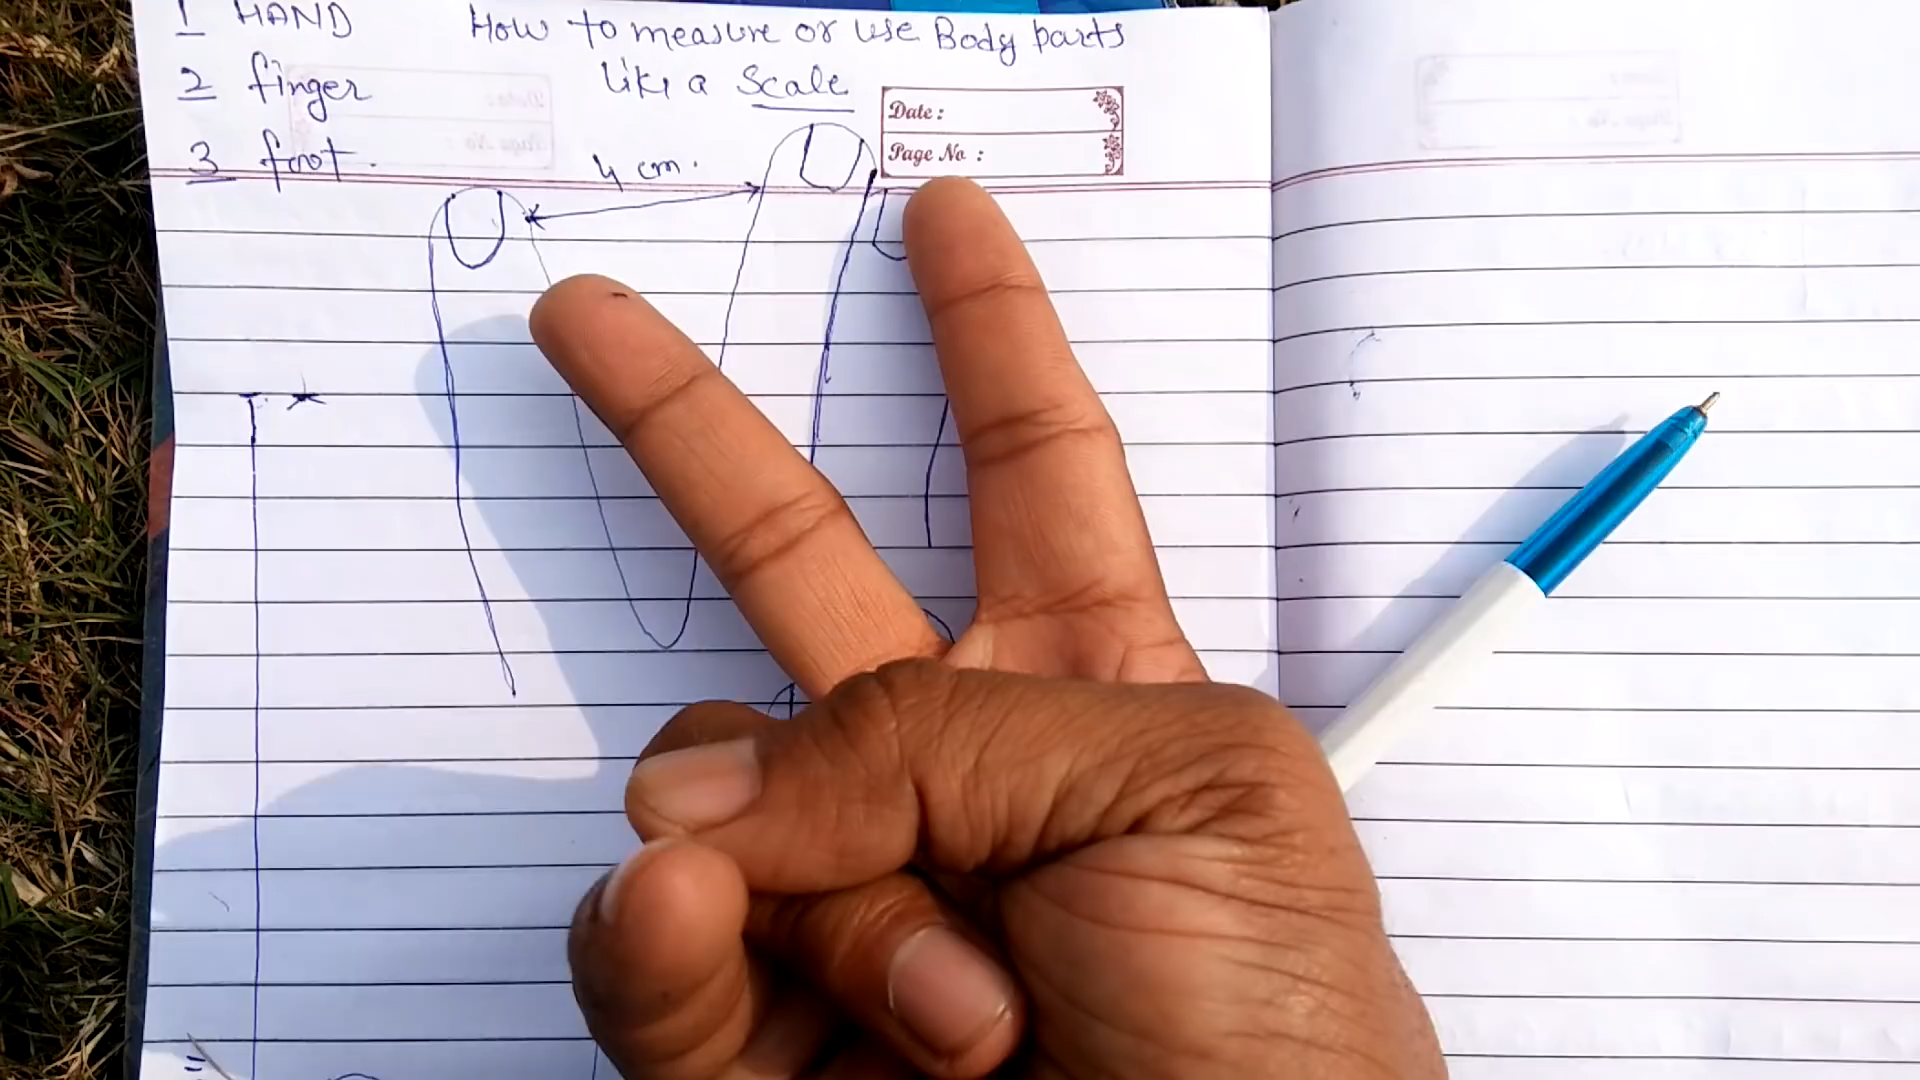 1 HAND
How to measure or use Body parts
2 finger
like a Scale
3 foot.
4 cm.
Date :
Page No :